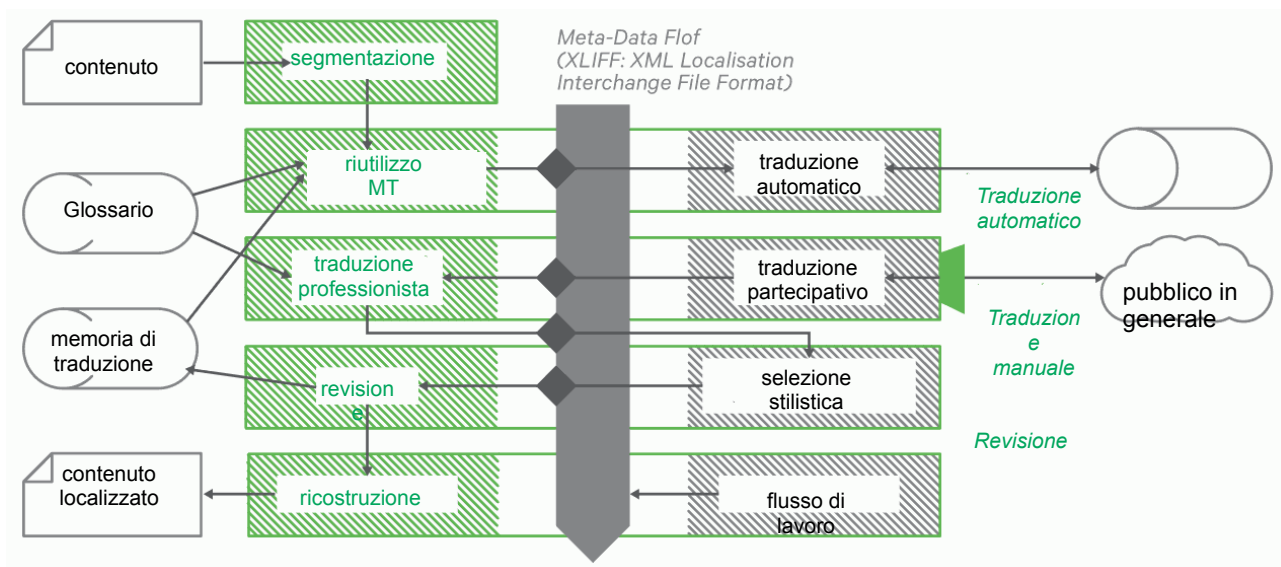 contenuto
segmentazione
Meta-Data Flof
(XLIFF: XML Localisation
Interchange File Format)
Glossario
riutilizzo
MT
traduzione
automatico
Traduzione
automatico
traduzione
professionista
traduzione
partecipativo
pubblico in
generale
Traduzion
e
manuale
memoria di
traduzione
revision
e
selezione
stilistica
Revisione
contenuto
localizzato
ricostruzione
flusso di
lavoro